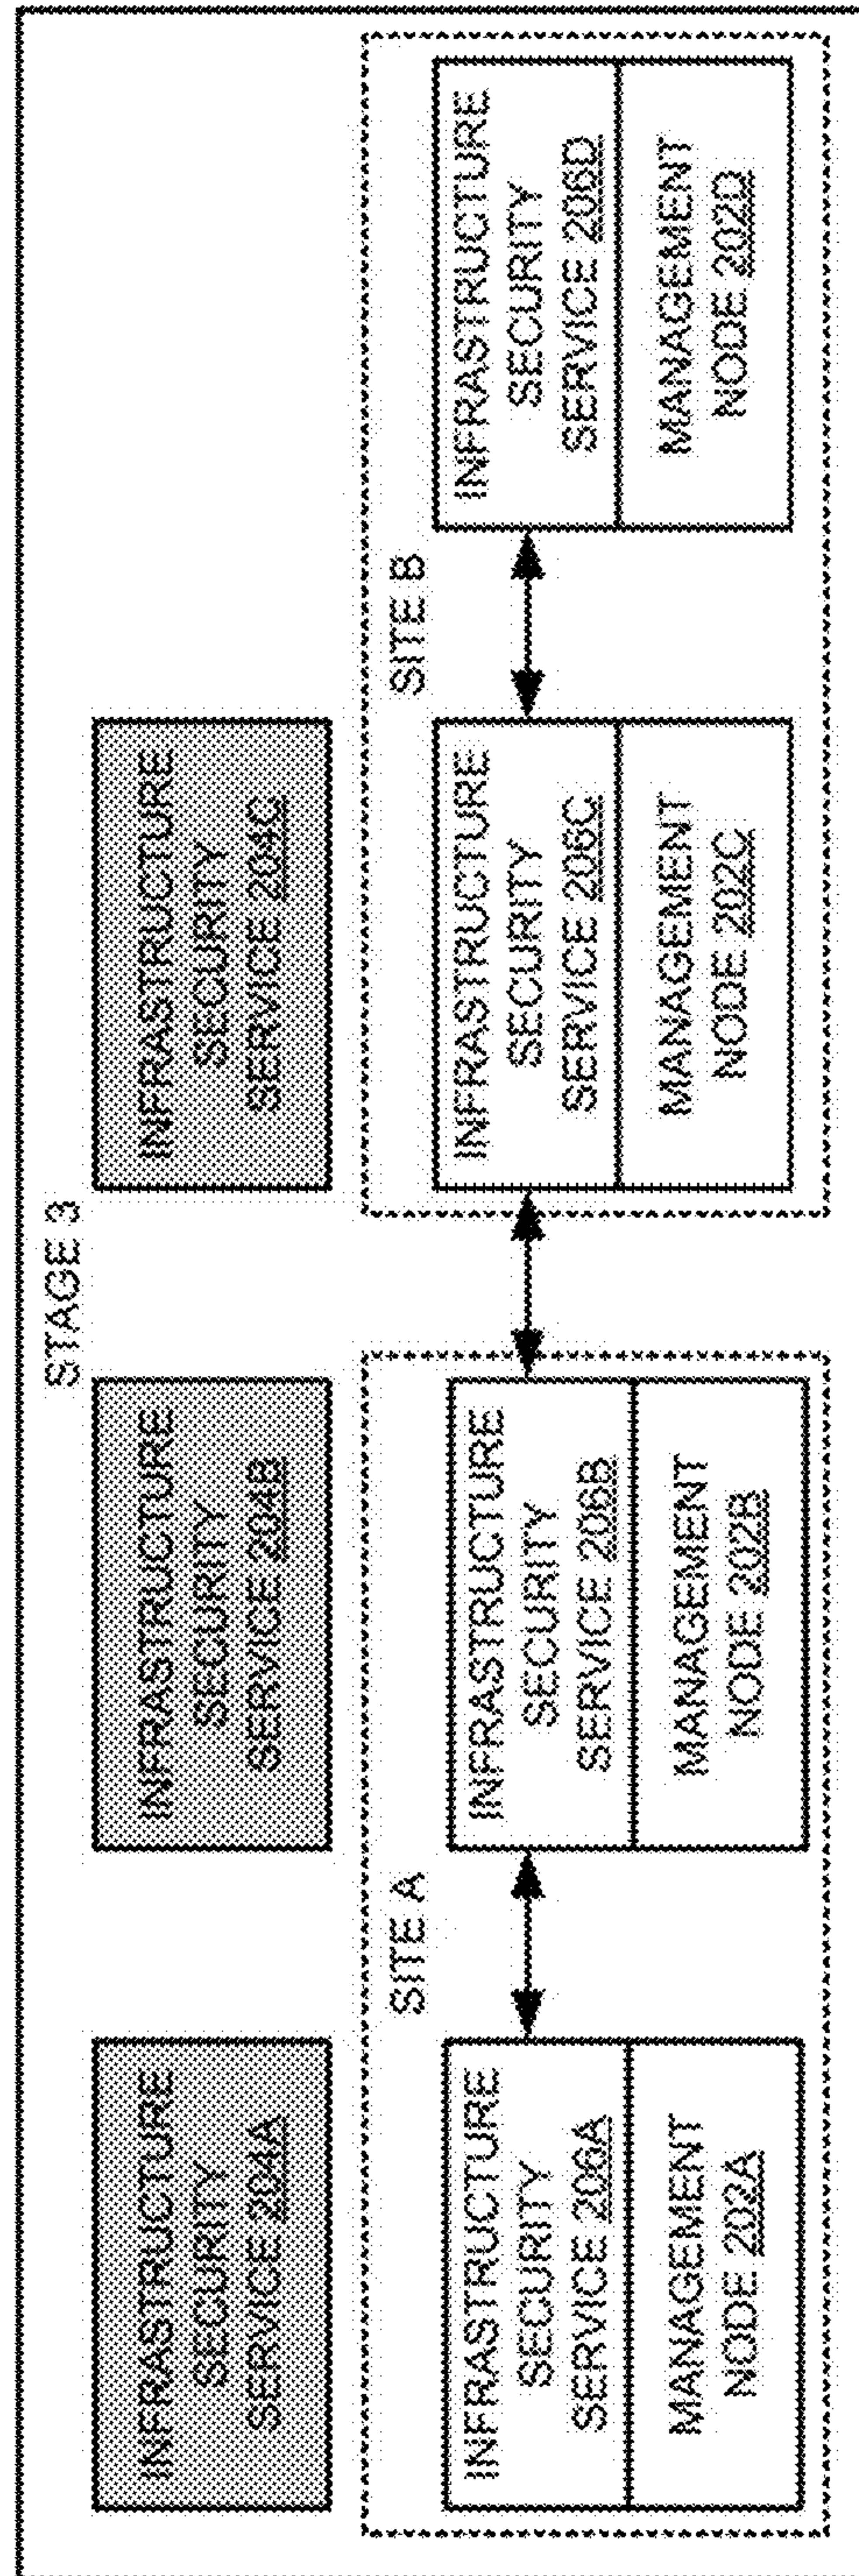 STAGE 3
INFRASTRUCTURE
SECURITY
SERVICE 204A
INFRASTRUCTURE
SECURITY
SERVICE 204B
INFRASTRUCTURE
SECURITY
SERVICE 204C
SITE A
INFRASTRUCTURE
SECURITY
SERVICE 206A
MANAGEMENT
NODE 202A
INFRASTRUCTURE
SECURITY
SERVICE 206B
MANAGEMENT
NODE 202B
SITE B
INFRASTRUCTURE
SECURITY
SERVICE 206C
MANAGEMENT
NODE 202C
INFRASTRUCTURE
SECURITY
SERVICE 206D
MANAGEMENT
NODE 202D